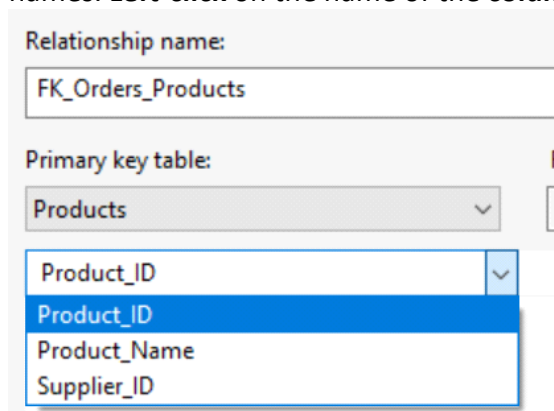 Relationship name:
FK_Orders_Products
Primary key table:
Products
Product_ID
Product_ID
Product_Name
Supplier_ID